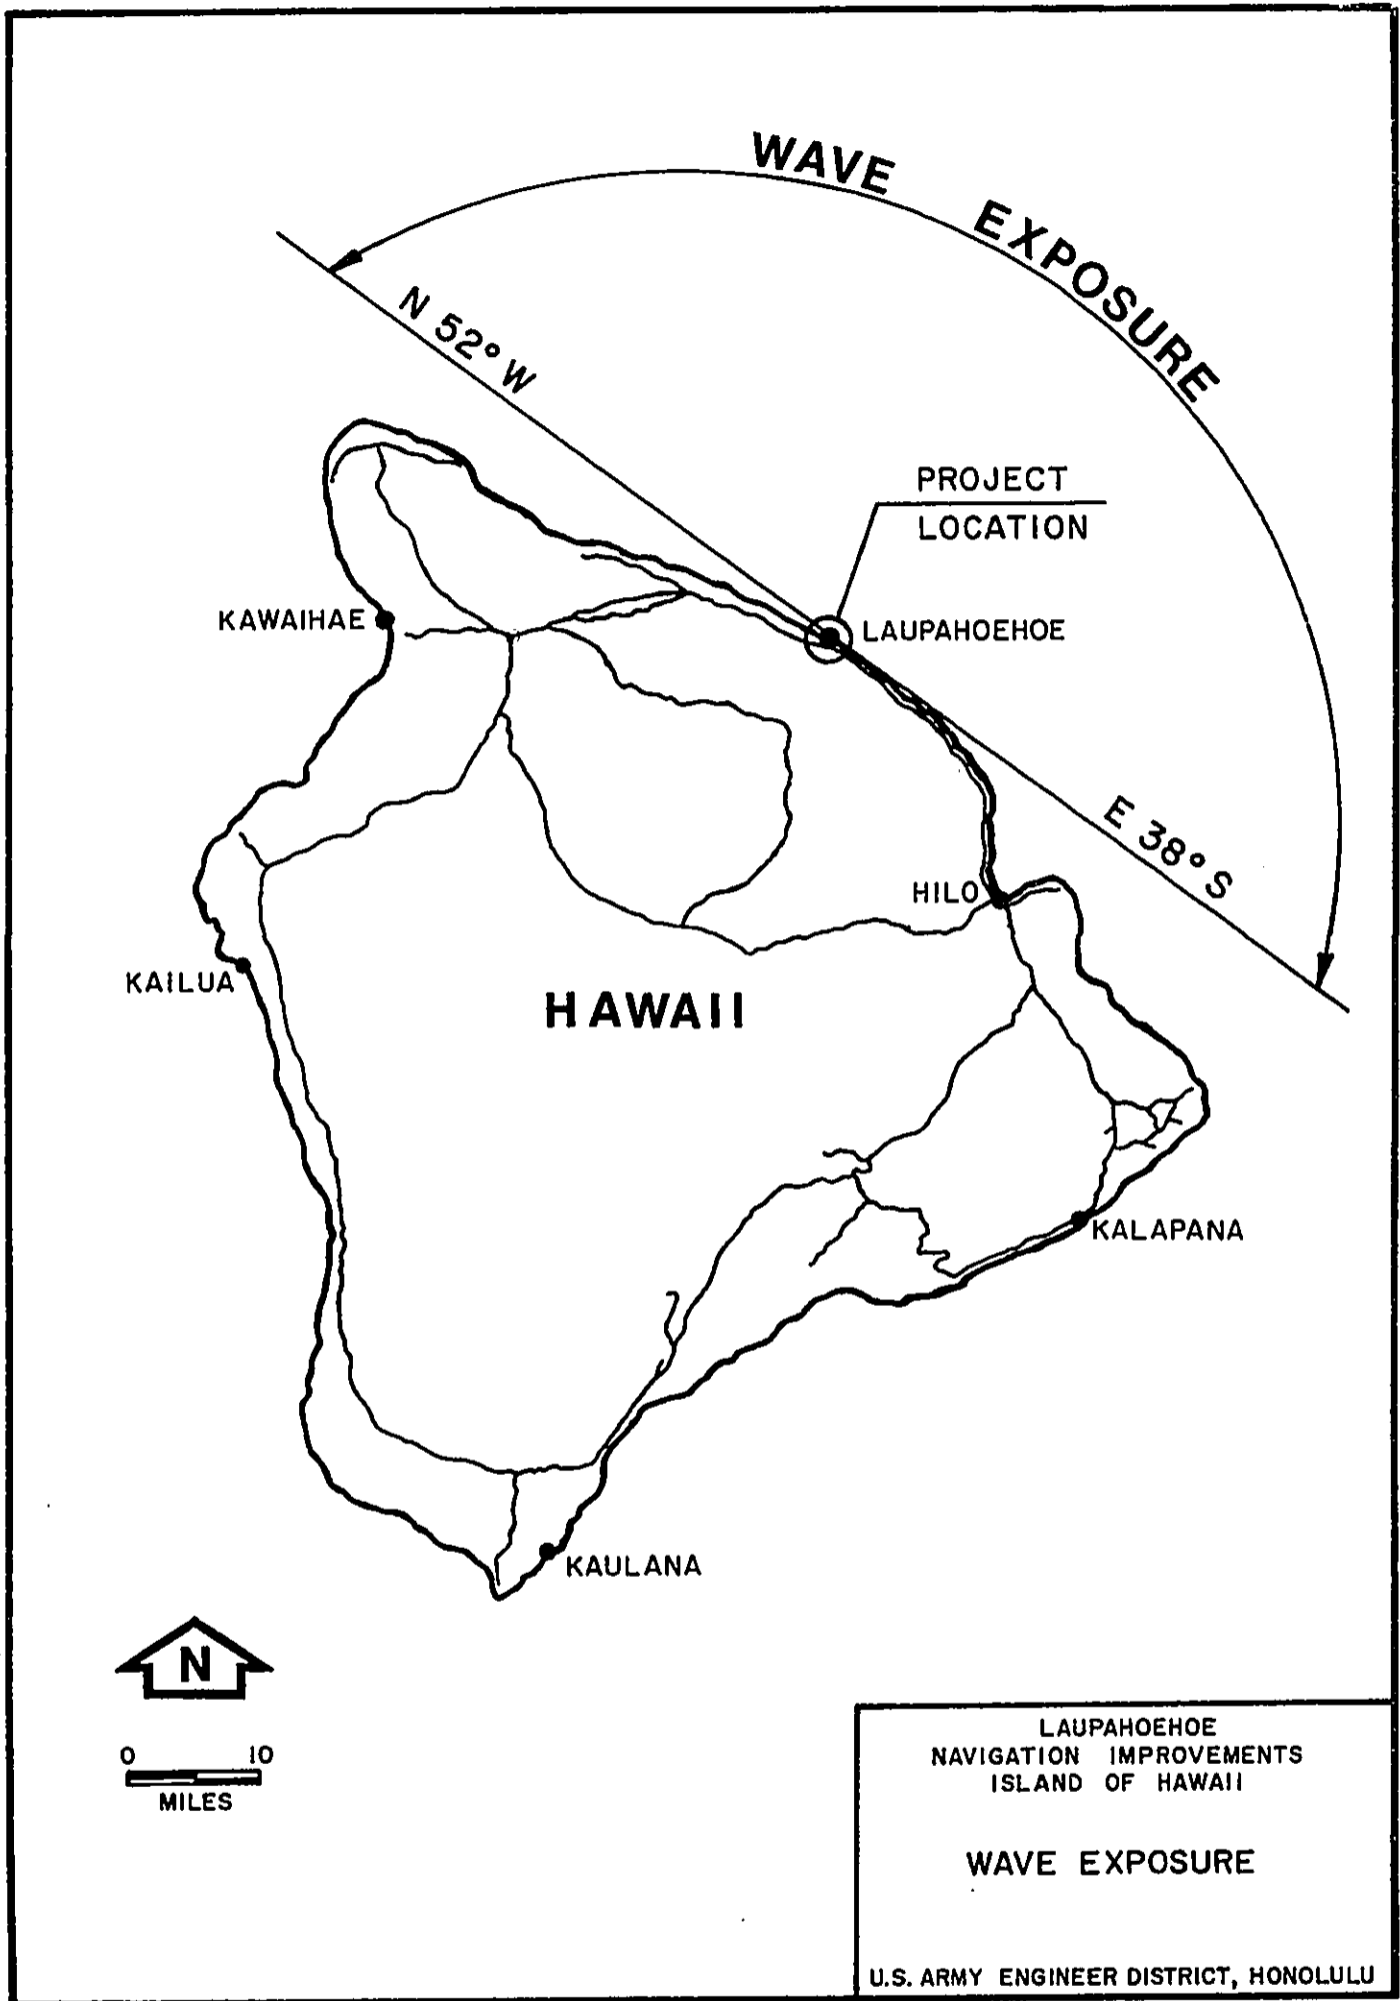 WAVE EXPOSURE
N 52° W
PROJECT
LOCATION
KAWAIHAE
LAUPAHOEHOE
E 38° S
HILO
KAILUA
HAWAII
KALAPANA
KAULANA
N
0 10
MILES
LAUPAHOEHOE
NAVIGATION IMPROVEMENTS
ISLAND OF HAWAII
WAVE EXPOSURE
U.S. ARMY ENGINEER DISTRICT, HONOLULU